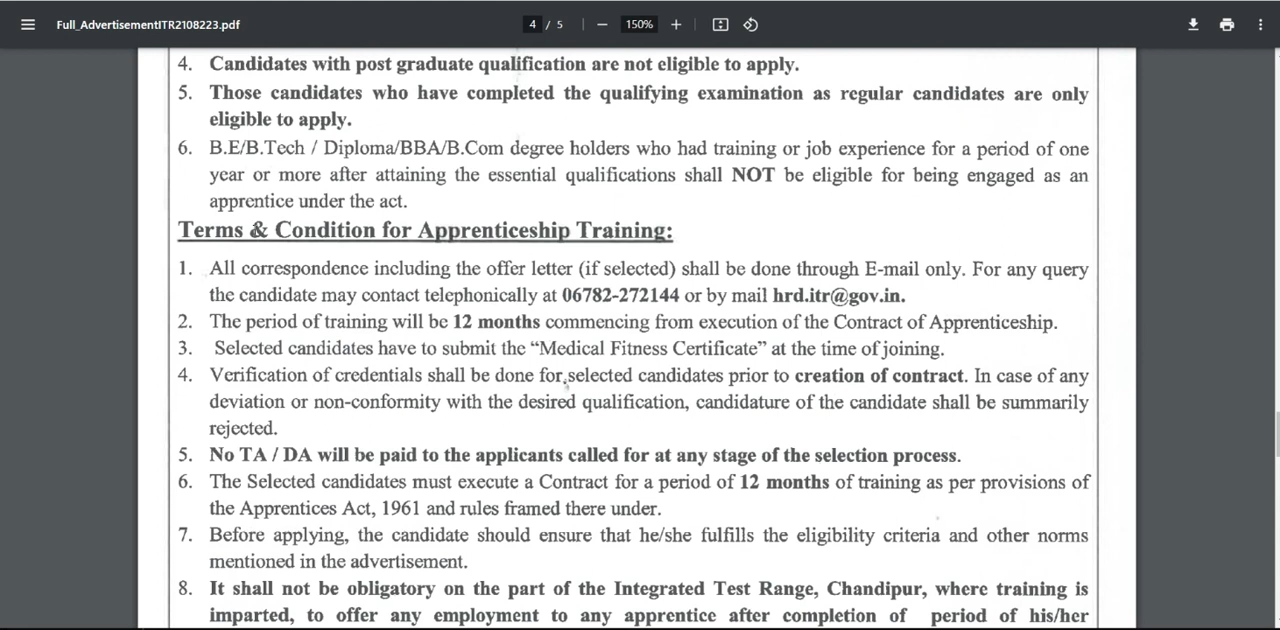 Full_AdvertisementITR2108223.pdf
4 / 5
150%
4. Candidates with post graduate qualification are not eligible to apply.
5. Those candidates who have completed the qualifying examination as regular candidates are only
eligible to apply.
6. B.E/B.Tech / Diploma/BBA/B.Com degree holders who had training or job experience for a period of one
year or more after attaining the essential qualifications shall NOT be eligible for being engaged as an
apprentice under the act.
Terms & Condition for Apprenticeship Training:
1. All correspondence including the offer letter (if selected) shall be done through E-mail only. For any query
the candidate may contact telephonically at 06782-272144 or by mail hrd.itr@gov.in.
2. The period of training will be 12 months commencing from execution of the Contract of Apprenticeship.
3. Selected candidates have to submit the “Medical Fitness Certificate” at the time of joining.
4. Verification of credentials shall be done for selected candidates prior to creation of contract. In case of any
deviation or non-conformity with the desired qualification, candidature of the candidate shall be summarily
rejected.
5. No TA / DA will be paid to the applicants called for at any stage of the selection process.
6. The Selected candidates must execute a Contract for a period of 12 months of training as per provisions of
the Apprentices Act, 1961 and rules framed there under.
7. Before applying, the candidate should ensure that he/she fulfills the eligibility criteria and other norms
mentioned in the advertisement.
8. It shall not be obligatory on the part of the Integrated Test Range, Chandipur, where training is
imparted, to offer any employment to any apprentice after completion of period of his/her